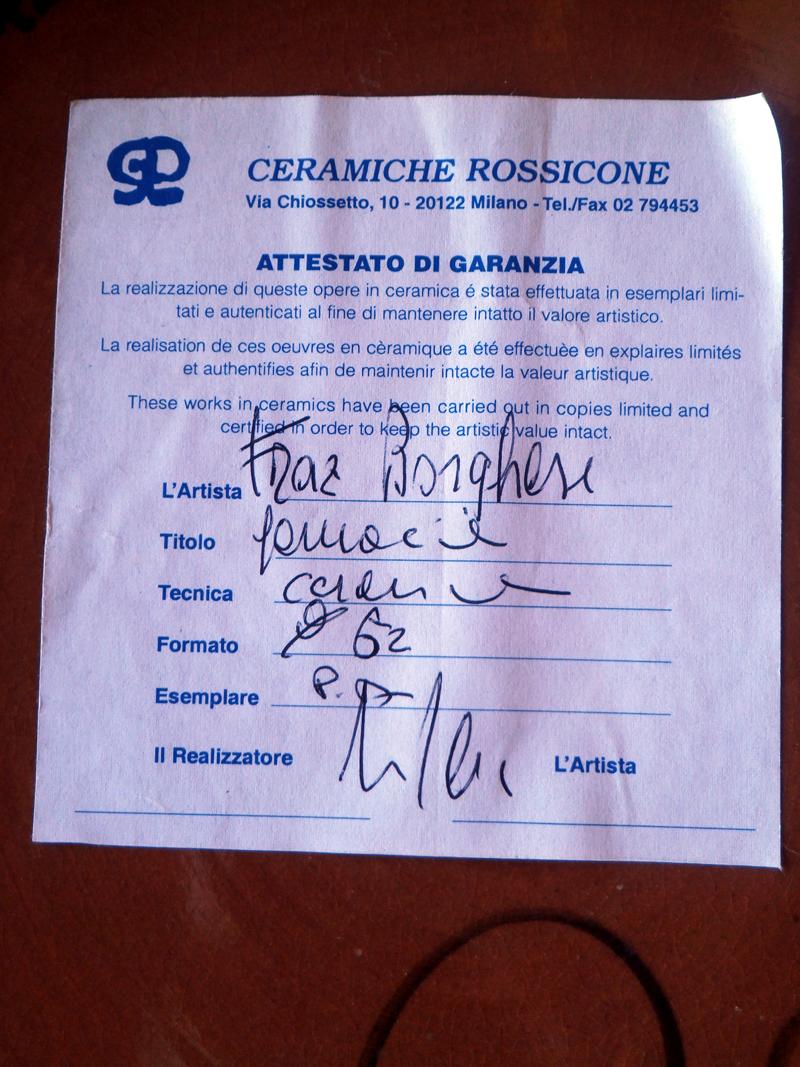 CERAMICHE ROSSICONE
Via Chiossetto, 10 - 20122 Milano - Tel./Fax 02 794453
ATTESTATO DI GARANZIA
La realizzazione di queste opere in ceramica é stata effettuata in esemplari limi-
tati e autenticati al fine di mantenere intatto il valore artistico.
La realisation de ces oeuvres en cèramique a été effectuèe en explaires limités
et authentifies afin de maintenir intacte la valeur artistique.
These works in ceramics have been carried out in copies limited and
certified in order to keep the artistic value intact.
L'Artista Franz Borghese
Titolo
Tecnica
Formato ø 62
Esemplare P.A
Il Realizzatore L'Artista